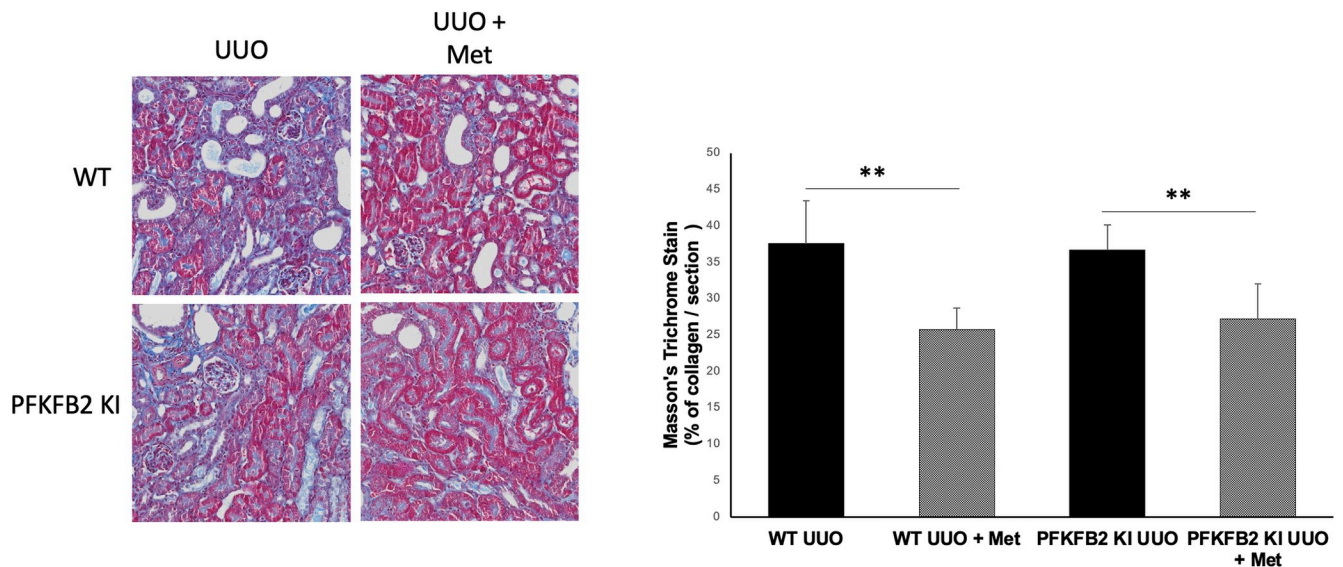 UUO
UUO +
Met
WT
PFKFB2 KI
Masson's Trichrome Stain
(% of collagen / section )
50
45
40
35
30
25
20
15
10
5
0
**
**
WT UUO
WT UUO + Met
PFKFB2 KI UUO
PFKFB2 KI UUO
+ Met